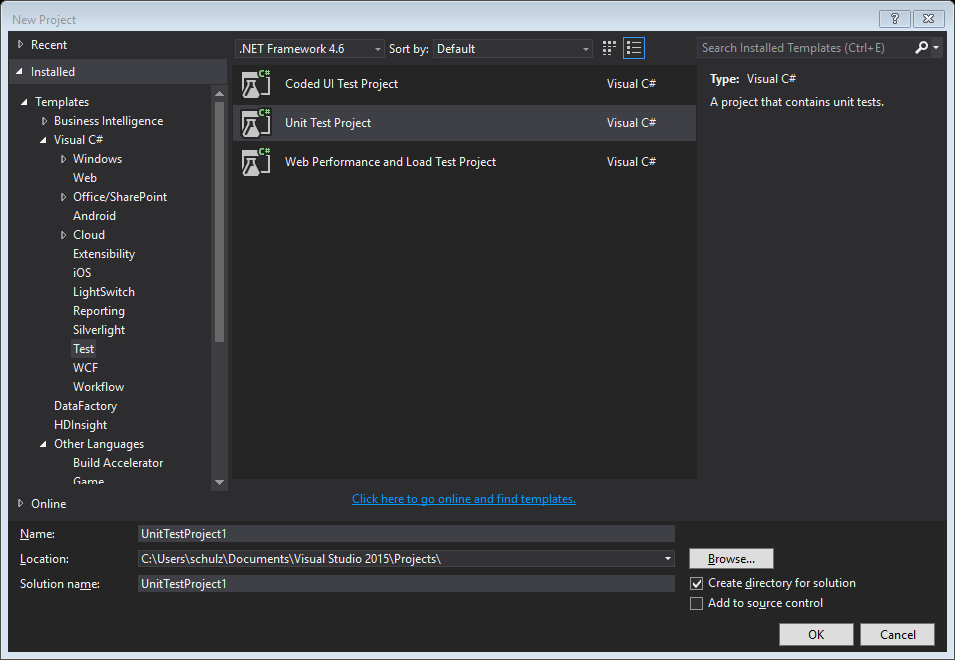 New Project
Recent
Installed
Templates
Business Intelligence
Visual C#
Windows
Web
Office/SharePoint
Android
Cloud
Extensibility
iOS
LightSwitch
Reporting
Silverlight
Test
WCF
Workflow
DataFactory
HDInsight
Other Languages
Build Accelerator
Game
Online
.NET Framework 4.6 Sort by: Default
C# Coded UI Test Project Visual C#
C# Unit Test Project Visual C#
C# Web Performance and Load Test Project Visual C#
Click here to go online and find templates.
Search Installed Templates (Ctrl+E)
Type: Visual C#
A project that contains unit tests.
Name: UnitTestProject1
Location: C:\Users\schulz\Documents\Visual Studio 2015\Projects\ Browse...
Solution name: UnitTestProject1
Create directory for solution
Add to source control
OK Cancel